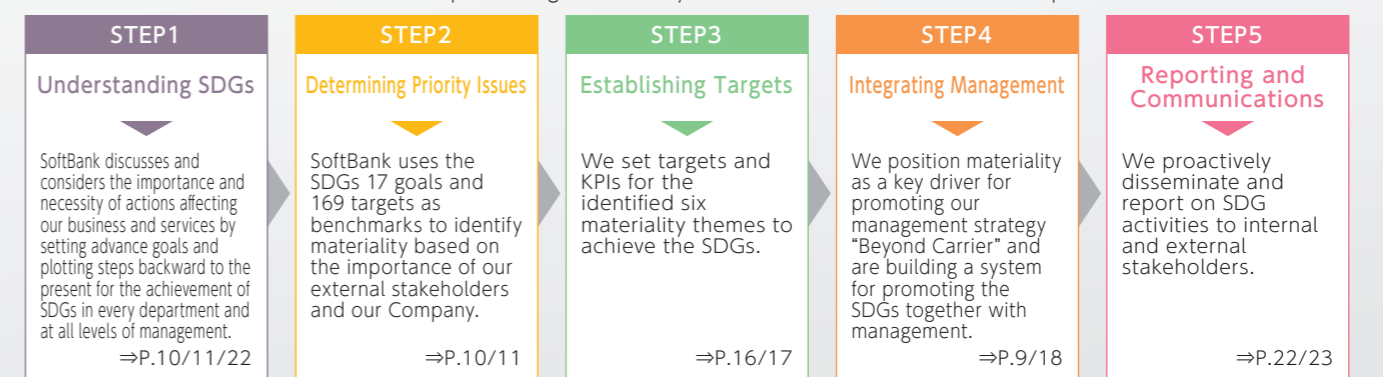 STEP1
Understanding SDGs
SoftBank discusses and
considers the importance and
necessity of actions affecting
our business and services by
setting advance goals and
plotting steps backward to the
present for the achievement of
SDGs in every department and
at all levels of management.
⇒P.10/11/22
STEP2
Determining Priority Issues
SoftBank uses the
SDGs 17 goals and
169 targets as
benchmarks to identify
materiality based on
the importance of our
external stakeholders
and our Company.
⇒P.10/11
STEP3
Establishing Targets
We set targets and
KPIs for the
identified six
materiality themes to
achieve the SDGs.
⇒P.16/17
STEP4
Integrating Management
We position materiality
as a key driver for
promoting our
management strategy
“Beyond Carrier” and
are building a system
for promoting the
SDGs together with
management.
⇒P.9/18
STEP5
Reporting and
Communications
We proactively
disseminate and
report on SDG
activities to internal
and external
stakeholders.
⇒P.22/23